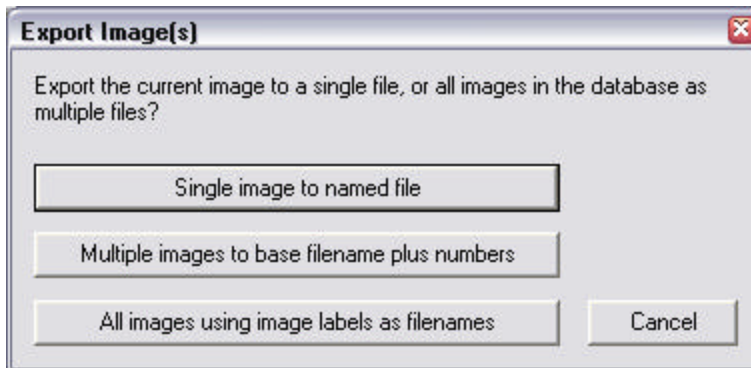 Export Image(s)
Export the current image to a single file, or all images in the database as
multiple files?
Single image to named file
Multiple images to base filename plus numbers
All images using image labels as filenames
Cancel